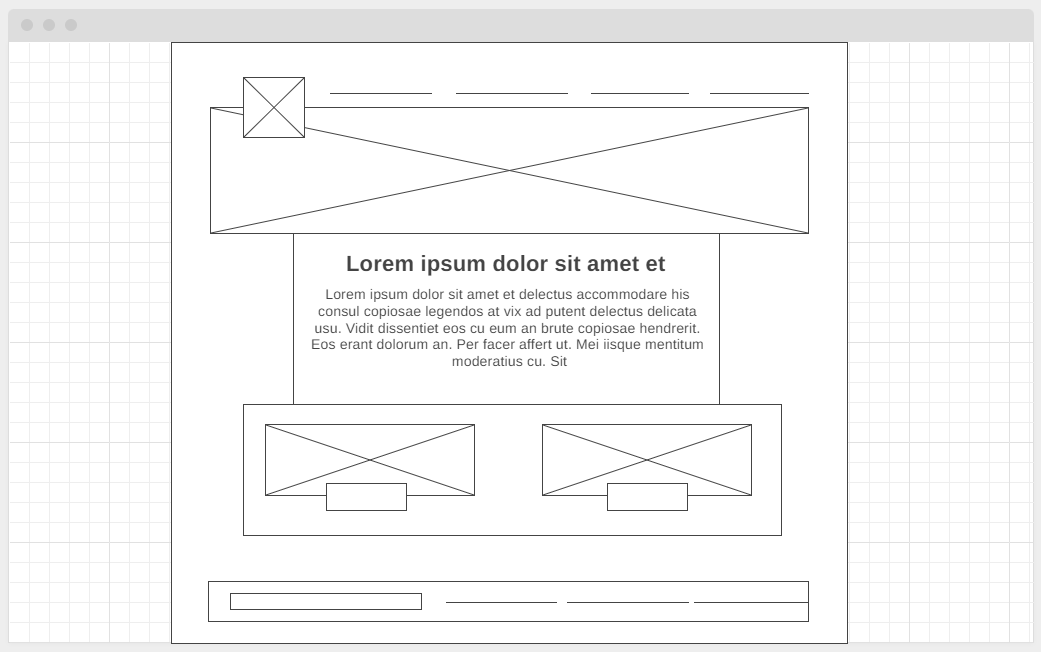 Lorem ipsum dolor sit amet et
Lorem ipsum dolor sit amet et delectus accommodare his
consul copiosae legendos at vix ad putent delectus delicata
usu. Vidit dissentiet eos cu eum an brute copiosae hendrerit.
Eos erant dolorum an. Per facer affert ut. Mei iisque mentitum
moderatius cu. Sit